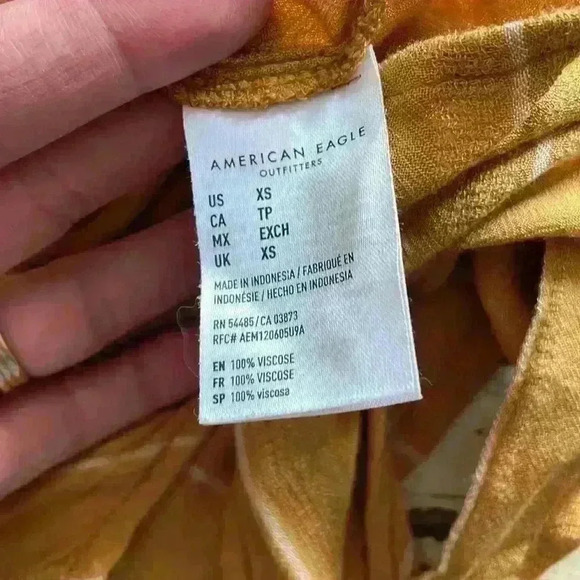 AMERICAN EAGLE
OUTFITTERS
US XS
CA TP
MX EXCH
UK XS
MADE IN INDONESIA / FABRIQUÉ EN
INDONÉSIE / HECHO EN INDONESIA
RN 54485 / CA 03873
RFC# AEM120605U9A
EN 100% VISCOSE
FR 100% VISCOSE
SP 100% viscosa